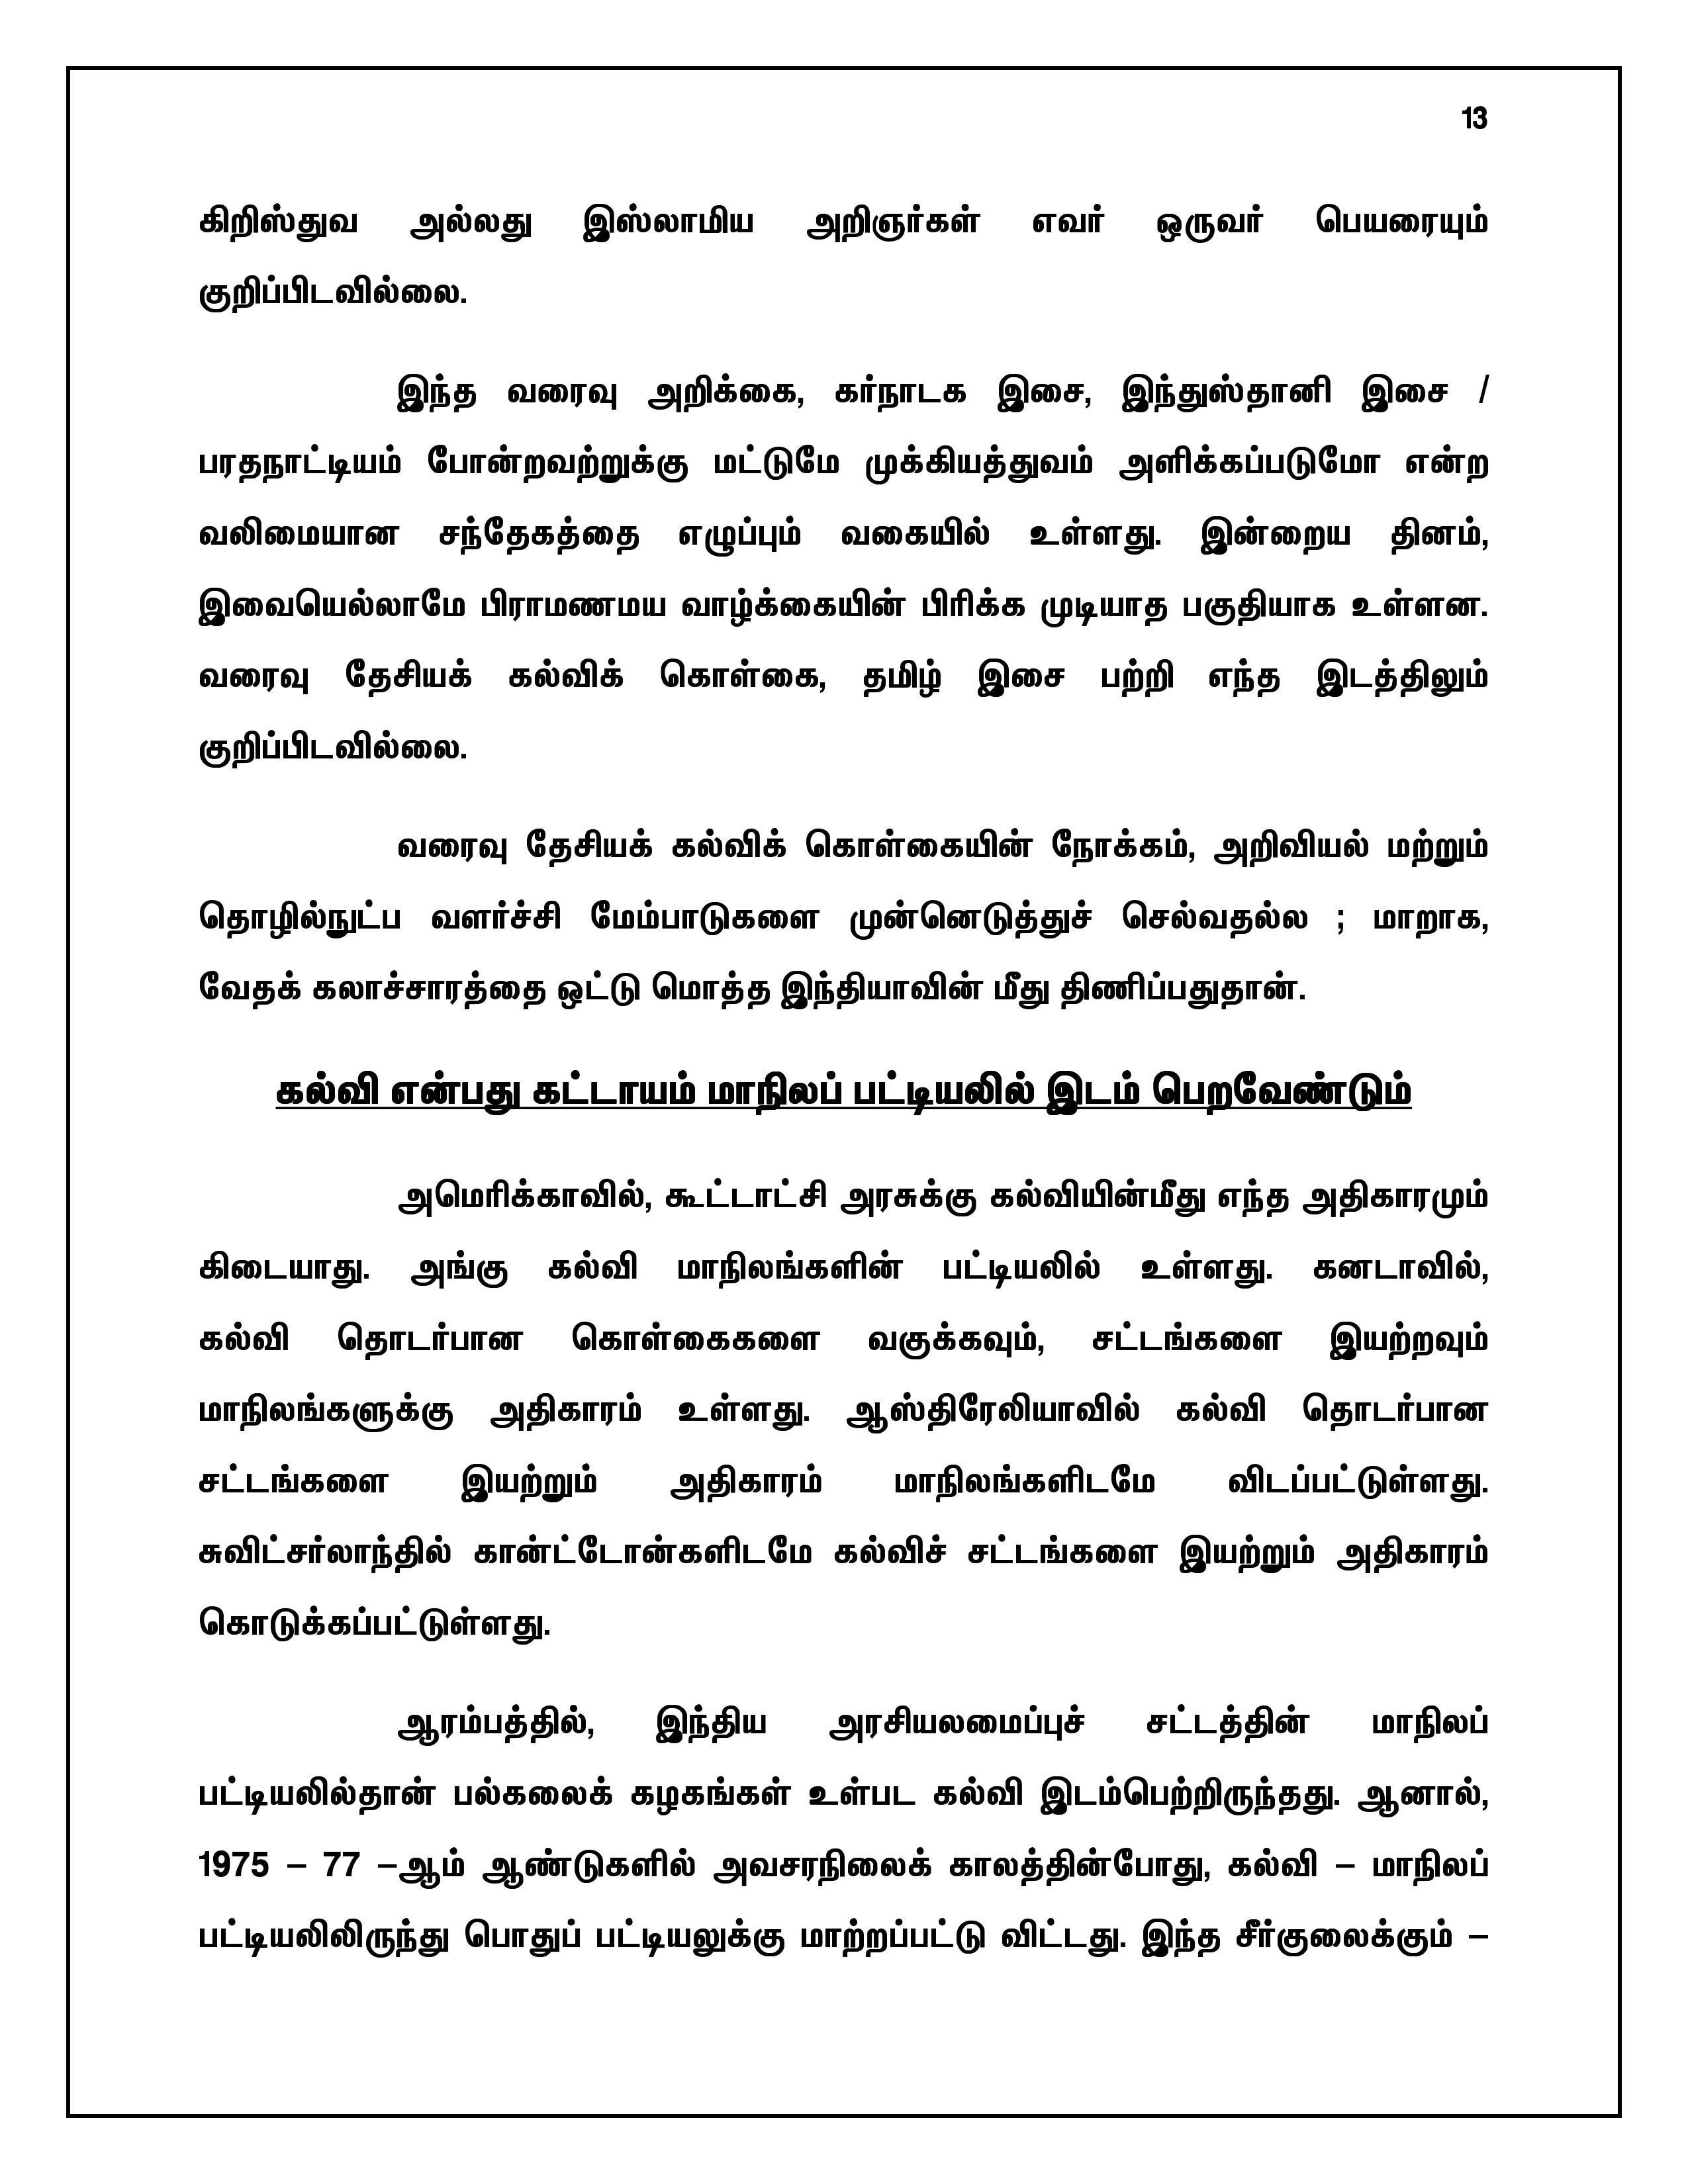 13
கிறிஸ்துவ அல்லது இஸ்லாமிய அறிஞர்கள் எவர் ஒருவர் பெயரையும்
குறிப்பிடவில்லை.
இந்த வரைவு அறிக்கை, கர்நாடக இசை, இந்துஸ்தானி இசை /
பரதநாட்டியம் போன்றவற்றுக்கு மட்டுமே முக்கியத்துவம் அளிக்கப்படுமோ என்ற
வலிமையான சந்தேகத்தை எழுப்பும் வகையில் உள்ளது. இன்றைய தினம்,
இவையெல்லாமே பிராமணமய வாழ்க்கையின் பிரிக்க முடியாத பகுதியாக உள்ளன.
வரைவு தேசியக் கல்விக் கொள்கை, தமிழ் இசை பற்றி எந்த இடத்திலும்
குறிப்பிடவில்லை.
வரைவு தேசியக் கல்விக் கொள்கையின் நோக்கம், அறிவியல் மற்றும்
தொழில்நுட்ப வளர்ச்சி மேம்பாடுகளை முன்னெடுத்துச் செல்வதல்ல ; மாறாக,
வேதக் கலாச்சாரத்தை ஒட்டு மொத்த இந்தியாவின் மீது திணிப்பதுதான்.
கல்வி என்பது கட்டாயம் மாநிலப் பட்டியலில் இடம் பெறவேண்டும்
அமெரிக்காவில், கூட்டாட்சி அரசுக்கு கல்வியின்மீது எந்த அதிகாரமும்
கிடையாது. அங்கு கல்வி மாநிலங்களின் பட்டியலில் உள்ளது. கனடாவில்,
கல்வி தொடர்பான கொள்கைகளை வகுக்கவும், சட்டங்களை இயற்றவும்
மாநிலங்களுக்கு அதிகாரம் உள்ளது. ஆஸ்திரேலியாவில் கல்வி தொடர்பான
சட்டங்களை இயற்றும் அதிகாரம் மாநிலங்களிடமே விடப்பட்டுள்ளது.
சுவிட்சர்லாந்தில் கான்ட்டோன்களிடமே கல்விச் சட்டங்களை இயற்றும் அதிகாரம்
கொடுக்கப்பட்டுள்ளது.
ஆரம்பத்தில், இந்திய அரசியலமைப்புச் சட்டத்தின் மாநிலப்
பட்டியலில்தான் பல்கலைக் கழகங்கள் உள்பட கல்வி இடம்பெற்றிருந்தது. ஆனால்,
1975 – 77 –ஆம் ஆண்டுகளில் அவசரநிலைக் காலத்தின்போது, கல்வி – மாநிலப்
பட்டியலிலிருந்து பொதுப் பட்டியலுக்கு மாற்றப்பட்டு விட்டது. இந்த சீர்குலைக்கும் –